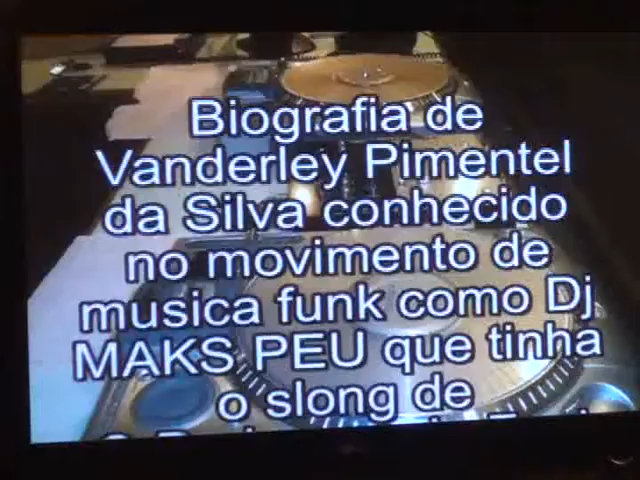 Biografia de
Vanderley Pimentel
da Silva conhecido
no movimento de
musica funk como Dj
MAKS PEU que tinha
o slong de